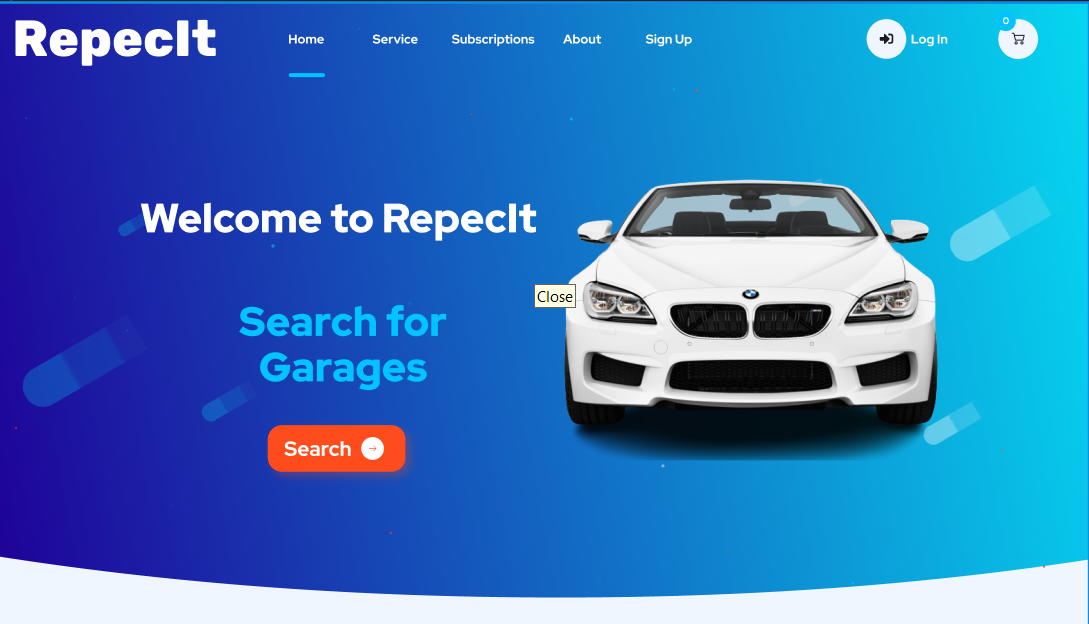 RepecIt
Home
Service
Subscriptions
About
Sign Up
Log In
0
Welcome to RepecIt
Close
Search for
Garages
Search